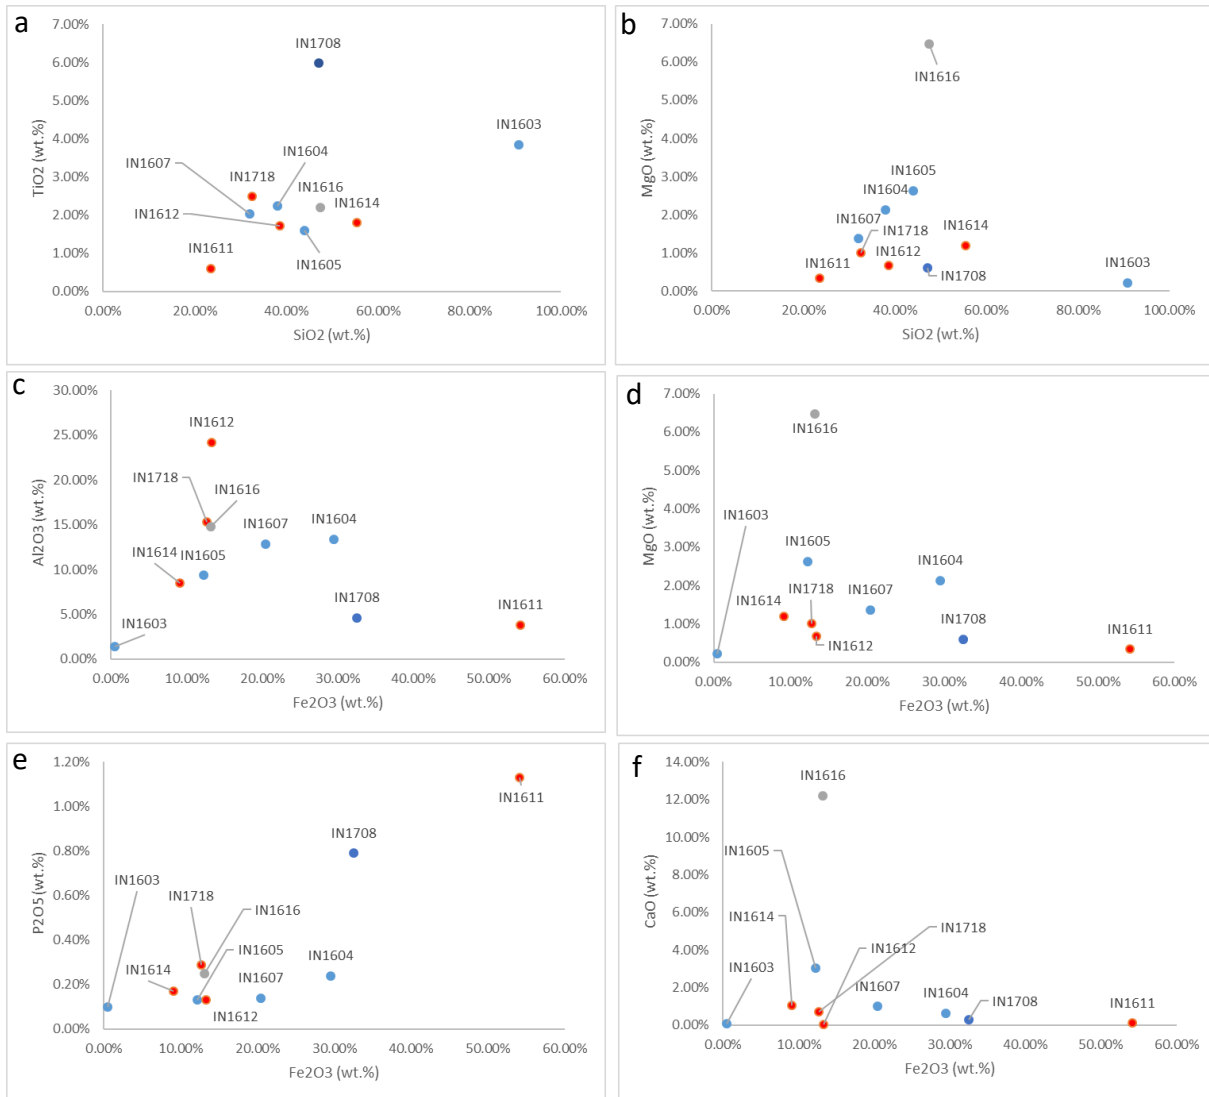 a
7.00%
IN1708
6.00%
5.00%
IN1603
4.00%
IN1607
IN1604
3.00%
IN1718
IN1616
IN1612
IN1614
2.00%
IN1611
IN1605
1.00%
0.00%
TiO2 (wt.%)
0.00% 20.00% 40.00% 60.00% 80.00% 100.00%
SiO2 (wt.%)
b
7.00%
6.00%
IN1616
5.00%
4.00%
IN1605
3.00%
IN1604
IN1607
2.00%
IN1718
IN1614
IN1611
IN1612
1.00%
IN1603
IN1708
0.00%
MgO (wt.%)
0.00% 20.00% 40.00% 60.00% 80.00% 100.00%
SiO2 (wt.%)
c
30.00%
IN1612
25.00%
20.00%
IN1718
IN1616
15.00%
IN1607
IN1604
IN1614
IN1605
10.00%
IN1708
IN1611
5.00%
IN1603
0.00%
Al2O3 (wt.%)
0.00% 10.00% 20.00% 30.00% 40.00% 50.00% 60.00%
Fe2O3 (wt.%)
d
7.00%
6.00%
IN1616
5.00%
4.00%
IN1603
3.00%
IN1605
IN1604
2.00%
IN1614
IN1718
IN1607
IN1708
IN1611
1.00%
IN1612
0.00%
MgO (wt.%)
0.00% 10.00% 20.00% 30.00% 40.00% 50.00% 60.00%
Fe2O3 (wt.%)
e
1.20%
IN1611
1.00%
IN1708
0.80%
IN1603
0.60%
IN1718
IN1616
0.40%
IN1605
IN1614
IN1604
IN1607
0.20%
IN1612
0.00%
P2O5 (wt.%)
0.00% 10.00% 20.00% 30.00% 40.00% 50.00% 60.00%
Fe2O3 (wt.%)
f
14.00%
IN1616
12.00%
10.00%
IN1605
8.00%
6.00%
IN1614
IN1718
IN1612
4.00%
IN1603
2.00%
IN1607
IN1604
IN1708
IN1611
0.00%
CaO (wt.%)
0.00% 10.00% 20.00% 30.00% 40.00% 50.00% 60.00%
Fe2O3 (wt.%)